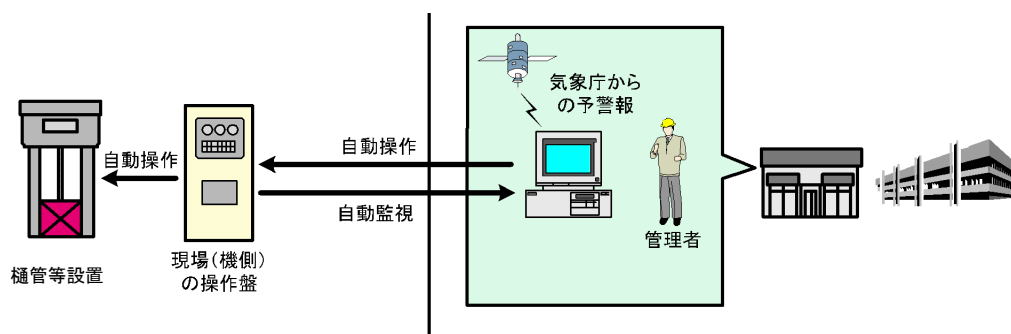 気象庁から
の予警報
自動操作
自動操作
自動監視
管理者
現場(機側)
の操作盤
樋管等設置